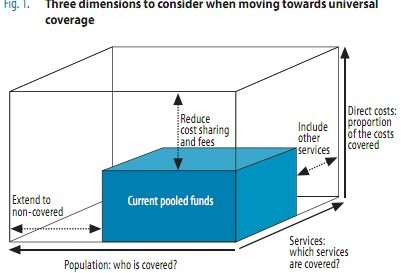 Fig. 1. Three dimensions to consider when moving towards universal
coverage
Reduce
cost sharing
and fees
Include
other
services
Direct costs:
proportion
of the costs
covered
Extend to
non-covered
Current pooled funds
Population: who is covered?
Services:
which services
are covered?